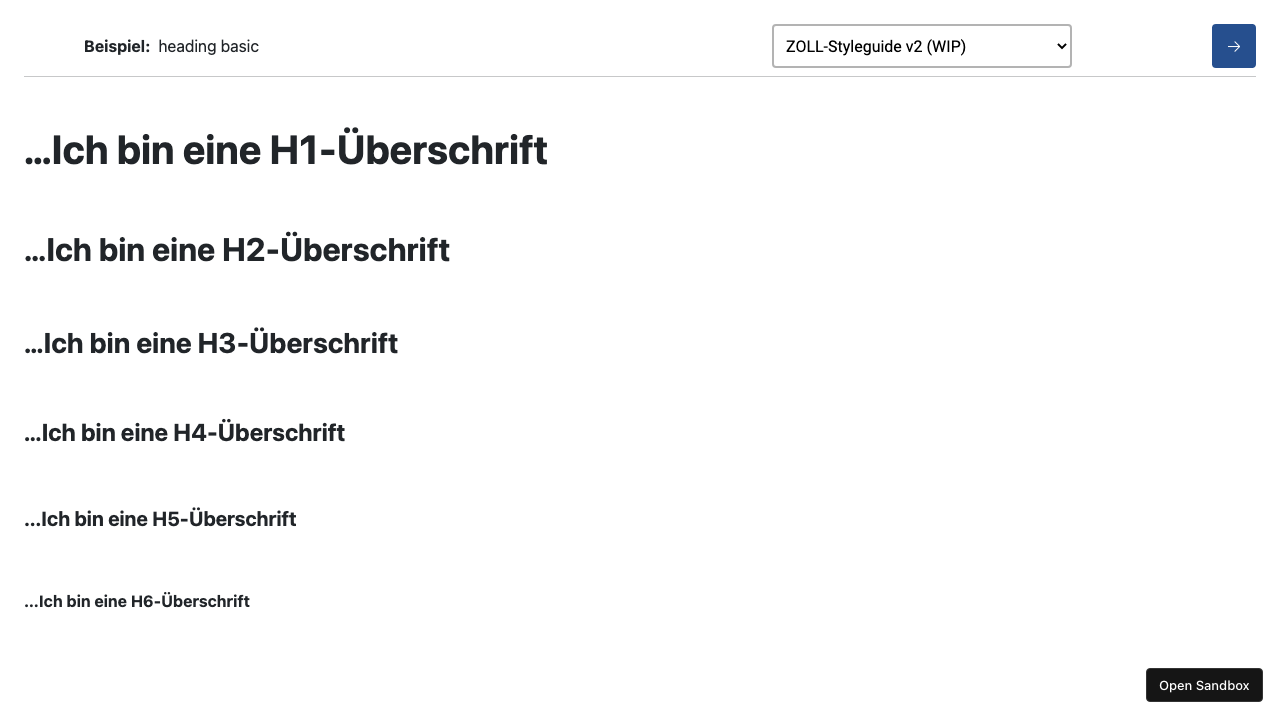 Beispiel: heading basic
ZOLL-Styleguide v2 (WIP)
…Ich bin eine H1-Überschrift
…Ich bin eine H2-Überschrift
…Ich bin eine H3-Überschrift
…Ich bin eine H4-Überschrift
…Ich bin eine H5-Überschrift
…Ich bin eine H6-Überschrift
Open Sandbox